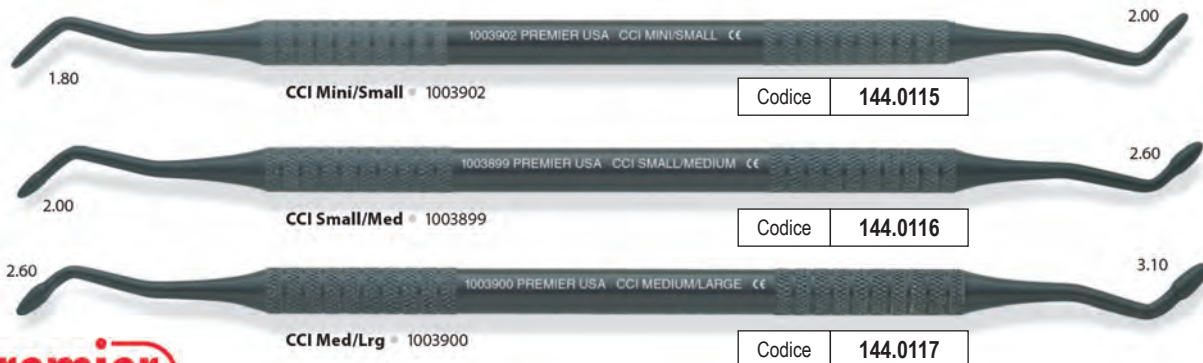 2.00
1003902 PREMIER USA CCI MINI/SMALL CE
1.80
CCI Mini/Small • 1003902
Codice 144.0115
1003899 PREMIER USA CCI SMALL/MEDIUM CE
2.60
2.00
CCI Small/Med • 1003899
Codice 144.0116
2.60
3.10
1003900 PREMIER USA CCI MEDIUM/LARGE CE
CCI Med/Lrg • 1003900
Codice 144.0117